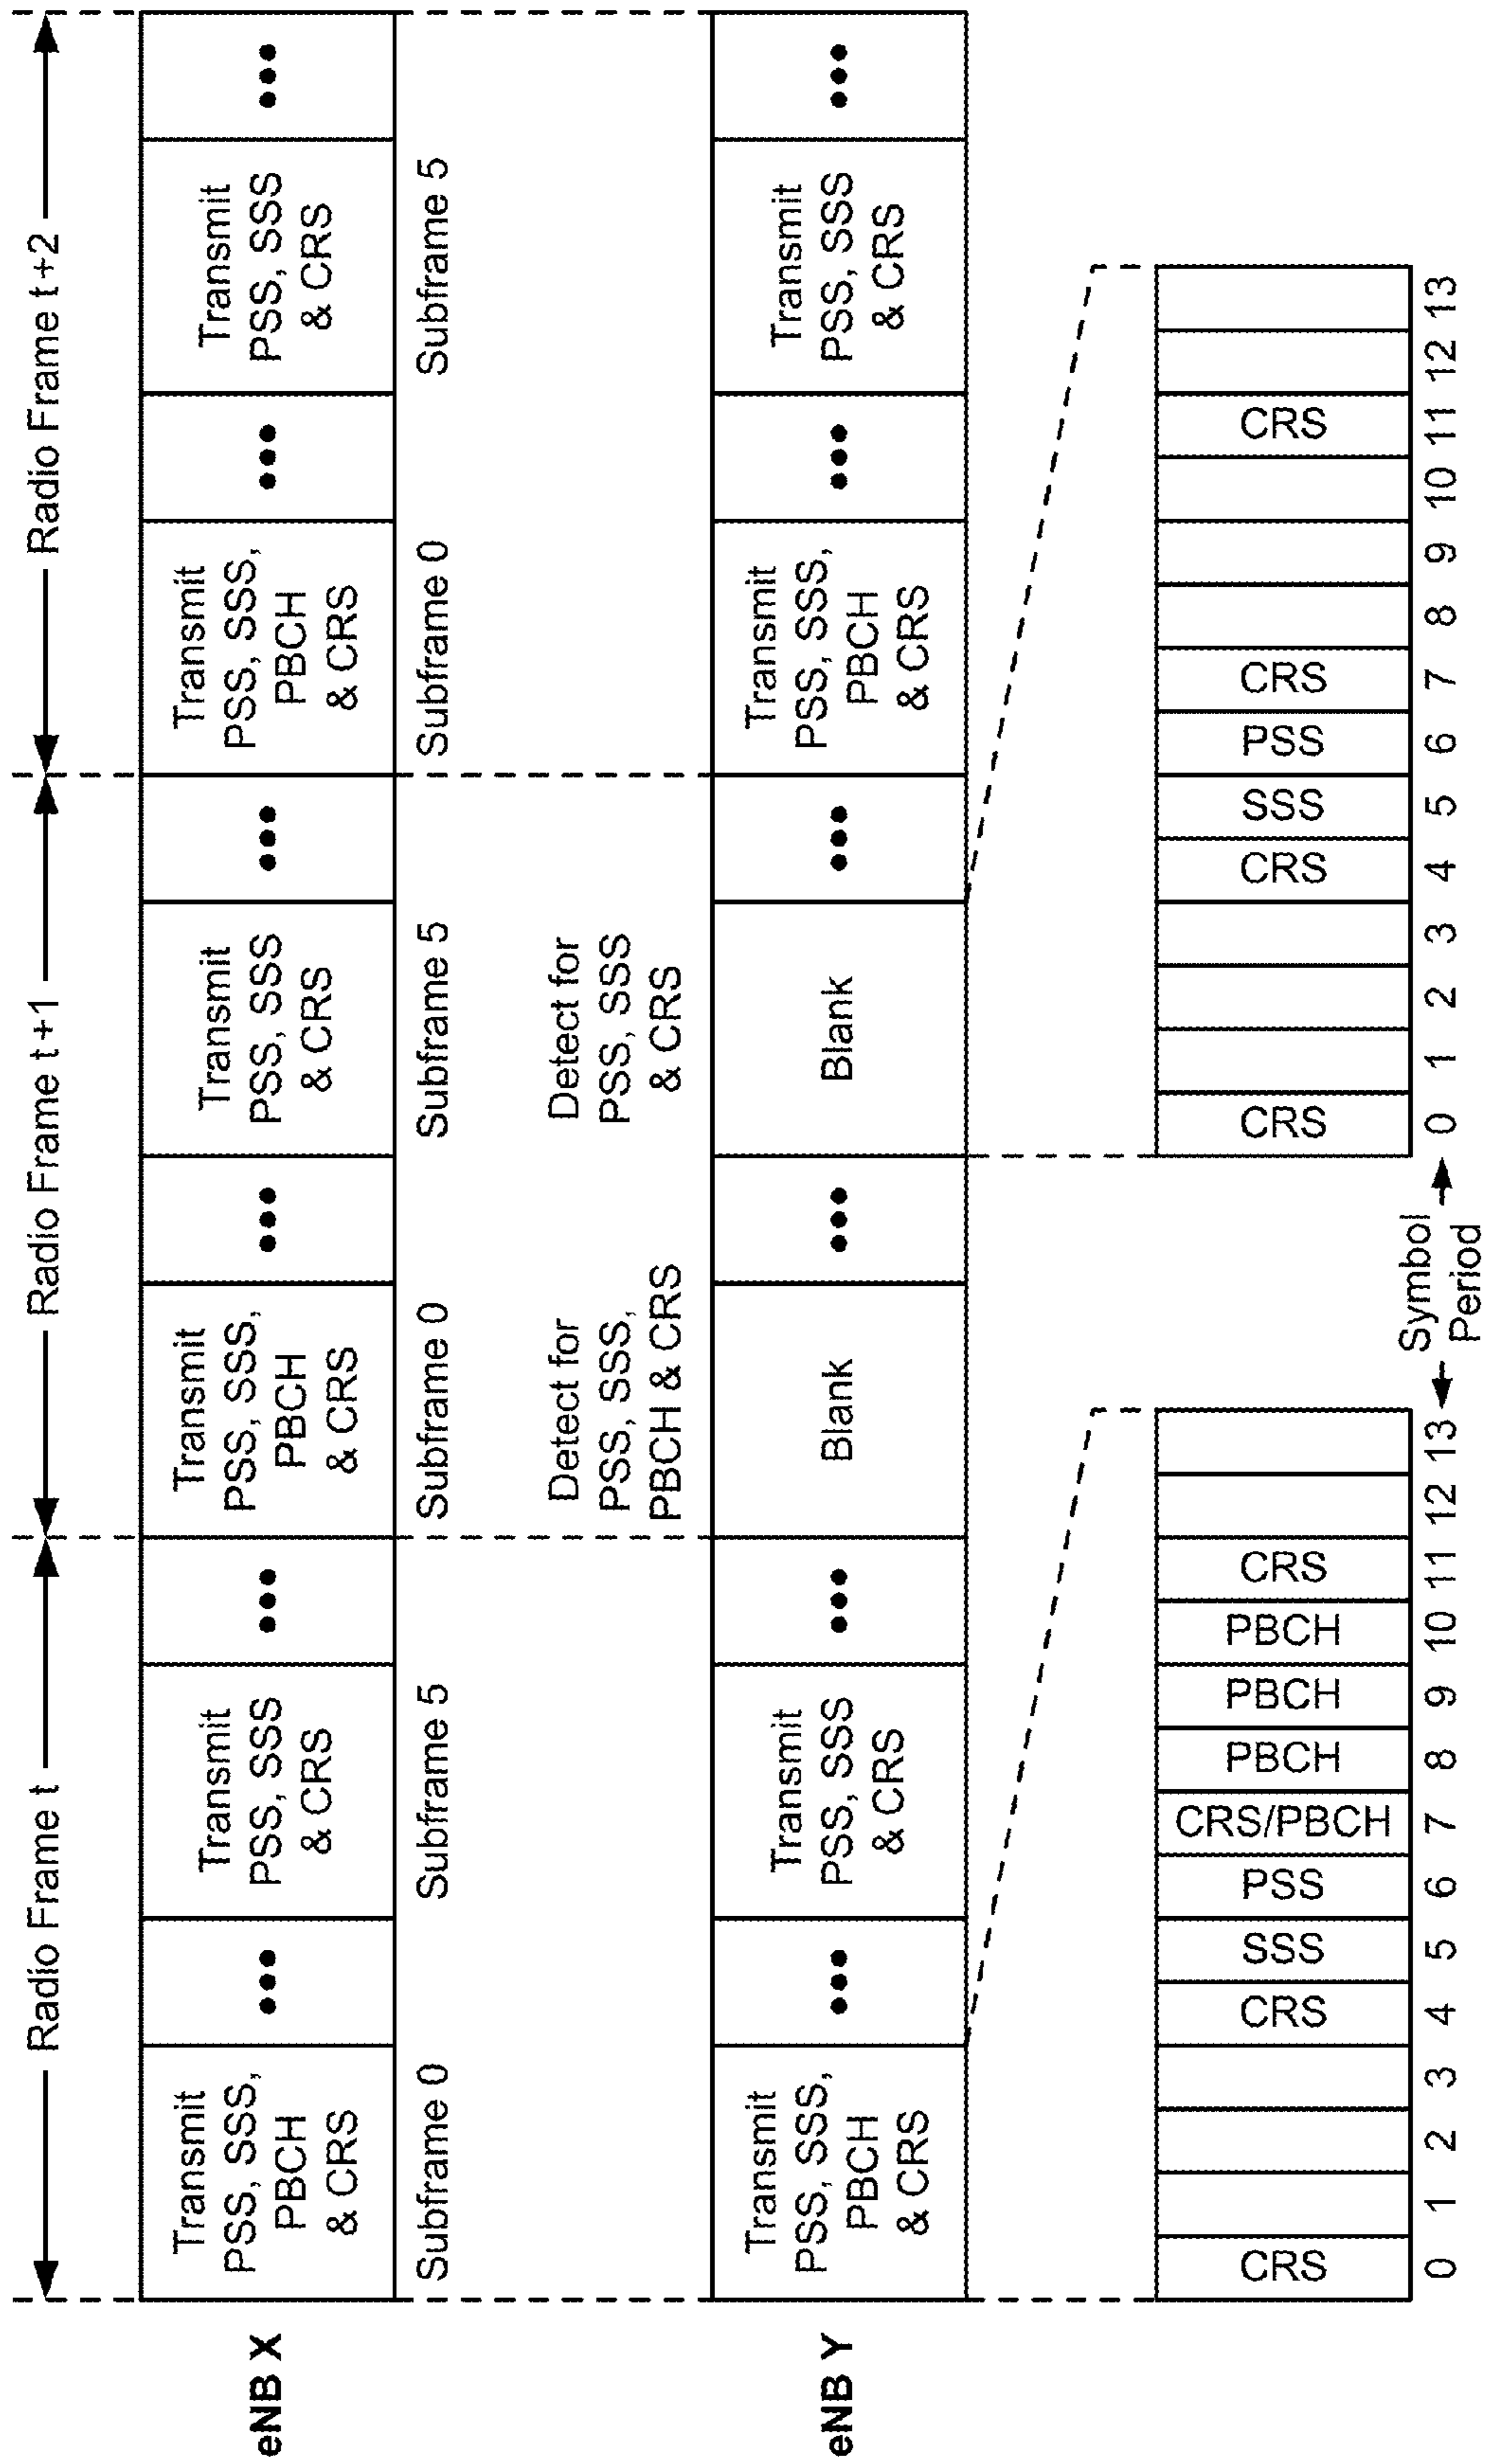 Radio Frame t
Radio Frame t+1
Radio Frame t+2
eNB X
Transmit
PSS, SSS,
PBCH
& CRS
•••
Transmit
PSS, SSS
& CRS
•••
Transmit
PSS, SSS,
PBCH
& CRS
•••
Transmit
PSS, SSS
& CRS
•••
Transmit
PSS, SSS,
PBCH
& CRS
•••
Transmit
PSS, SSS
& CRS
•••
Subframe 0
Subframe 5
Subframe 0
Subframe 5
Subframe 0
Subframe 5
Detect for
PSS, SSS,
PBCH & CRS
Detect for
PSS, SSS
& CRS
eNB Y
Transmit
PSS, SSS,
PBCH
& CRS
•••
Transmit
PSS, SSS
& CRS
•••
Blank
•••
Blank
•••
Transmit
PSS, SSS,
PBCH
& CRS
•••
Transmit
PSS, SSS
& CRS
•••
CRS
CRS
SSS
PSS
CRS/PBCH
PBCH
PBCH
PBCH
CRS
0 1 2 3 4 5 6 7 8 9 10 11 12 13
Symbol
Period
CRS
CRS
SSS
PSS
CRS
CRS
0 1 2 3 4 5 6 7 8 9 10 11 12 13